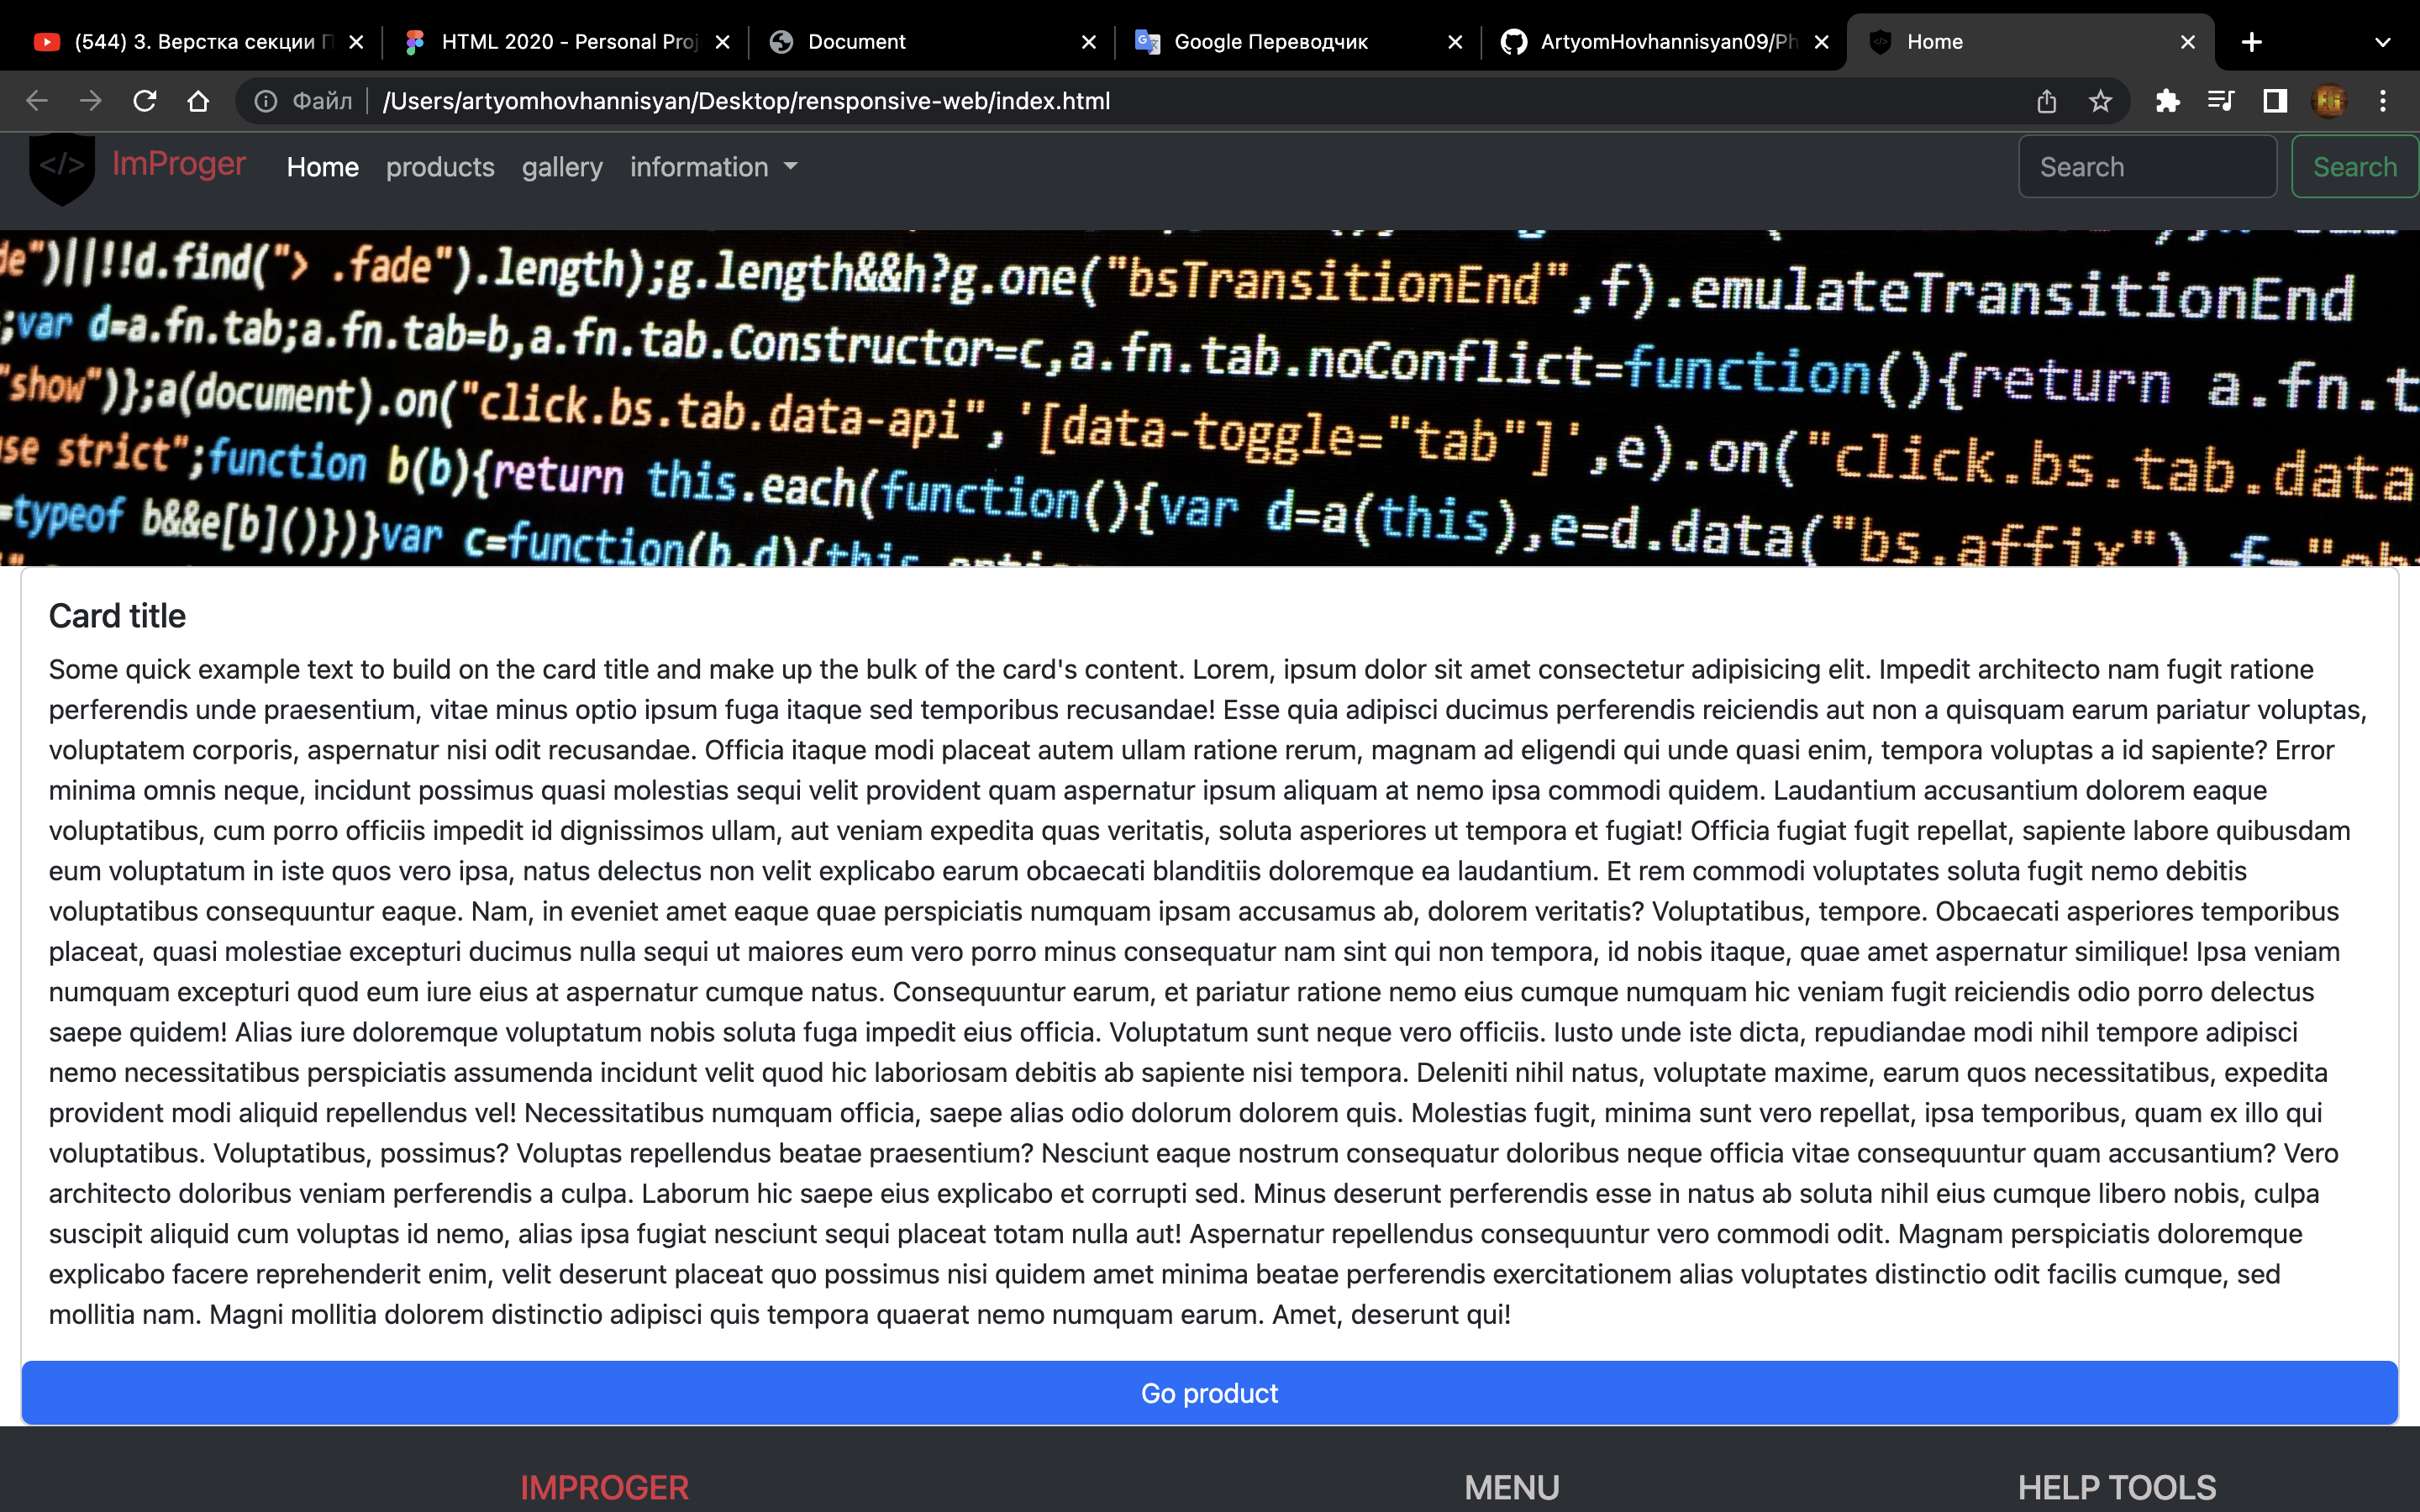 (544) 3. Верстка секции П
HTML 2020 - Personal Proj
Document
Google Переводчик
ArtyomHovhannisyan09/Ph
Home
Файл
/Users/artyomhovhannisyan/Desktop/rensponsive-web/index.html
</>
ImProger
Home
products
gallery
information
Search
Search
de")||!!d.find("> .fade").length);g.length&&h?g.one("bsTransitionEnd",f).emulateTransitionEnd
;var d=a.fn.tab;a.fn.tab=b,a.fn.tab.Constructor=c,a.fn.tab.noConflict=function(){return a.fn.t
"show")};a(document).on("click.bs.tab.data-api",'[data-toggle="tab"]',e).on("click.bs.tab.data
se strict";function b(b){return this.each(function(){var d=a(this),e=d.data("bs.affix")
=typeof b&&e[b]()})}var c=function(b,d){this
Card title
Some quick example text to build on the card title and make up the bulk of the card's content. Lorem, ipsum dolor sit amet consectetur adipisicing elit. Impedit architecto nam fugit ratione
perferendis unde praesentium, vitae minus optio ipsum fuga itaque sed temporibus recusandae! Esse quia adipisci ducimus perferendis reiciendis aut non a quisquam earum pariatur voluptas,
voluptatem corporis, aspernatur nisi odit recusandae. Officia itaque modi placeat autem ullam ratione rerum, magnam ad eligendi qui unde quasi enim, tempora voluptas a id sapiente? Error
minima omnis neque, incidunt possimus quasi molestias sequi velit provident quam aspernatur ipsum aliquam at nemo ipsa commodi quidem. Laudantium accusantium dolorem eaque
voluptatibus, cum porro officiis impedit id dignissimos ullam, aut veniam expedita quas veritatis, soluta asperiores ut tempora et fugiat! Officia fugiat fugit repellat, sapiente labore quibusdam
eum voluptatum in iste quos vero ipsa, natus delectus non velit explicabo earum obcaecati blanditiis doloremque ea laudantium. Et rem commodi voluptates soluta fugit nemo debitis
voluptatibus consequuntur eaque. Nam, in eveniet amet eaque quae perspiciatis numquam ipsam accusamus ab, dolorem veritatis? Voluptatibus, tempore. Obcaecati asperiores temporibus
placeat, quasi molestiae excepturi ducimus nulla sequi ut maiores eum vero porro minus consequatur nam sint qui non tempora, id nobis itaque, quae amet aspernatur similique! Ipsa veniam
numquam excepturi quod eum iure eius at aspernatur cumque natus. Consequuntur earum, et pariatur ratione nemo eius cumque numquam hic veniam fugit reiciendis odio porro delectus
saepe quidem! Alias iure doloremque voluptatum nobis soluta fuga impedit eius officia. Voluptatum sunt neque vero officiis. Iusto unde iste dicta, repudiandae modi nihil tempore adipisci
nemo necessitatibus perspiciatis assumenda incidunt velit quod hic laboriosam debitis ab sapiente nisi tempora. Deleniti nihil natus, voluptate maxime, earum quos necessitatibus, expedita
provident modi aliquid repellendus vel! Necessitatibus numquam officia, saepe alias odio dolorum dolorem quis. Molestias fugit, minima sunt vero repellat, ipsa temporibus, quam ex illo qui
voluptatibus. Voluptatibus, possimus? Voluptas repellendus beatae praesentium? Nesciunt eaque nostrum consequatur doloribus neque officia vitae consequuntur quam accusantium? Vero
architecto doloribus veniam perferendis a culpa. Laborum hic saepe eius explicabo et corrupti sed. Minus deserunt perferendis esse in natus ab soluta nihil eius cumque libero nobis, culpa
suscipit aliquid cum voluptas id nemo, alias ipsa fugiat nesciunt sequi placeat totam nulla aut! Aspernatur repellendus consequuntur vero commodi odit. Magnam perspiciatis doloremque
explicabo facere reprehenderit enim, velit deserunt placeat quo possimus nisi quidem amet minima beatae perferendis exercitationem alias voluptates distinctio odit facilis cumque, sed
mollitia nam. Magni mollitia dolorem distinctio adipisci quis tempora quaerat nemo numquam earum. Amet, deserunt qui!
Go product
IMPROGER
MENU
HELP TOOLS